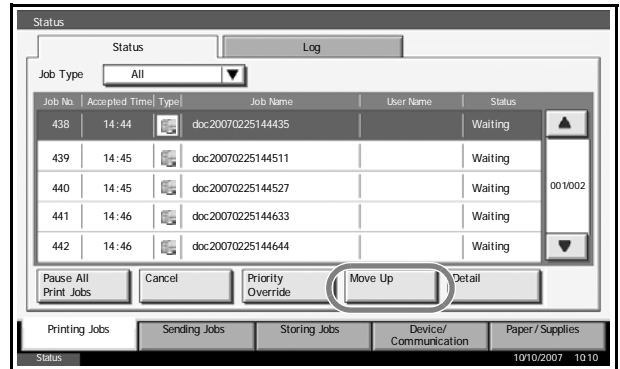 Status
Status Log
Job Type All
Job No. Accepted Time Type Job Name User Name Status
438 14:44 doc20070225144435 Waiting
439 14:45 doc20070225144511 Waiting
440 14:45 doc20070225144527 Waiting
441 14:46 doc20070225144633 Waiting
442 14:46 doc20070225144644 Waiting
001/002
Pause All
Print Jobs
Cancel
Priority
Override
Move Up
Detail
Printing Jobs
Sending Jobs
Storing Jobs
Device/
Communication
Paper/Supplies
Status 10/10/2007 10:10